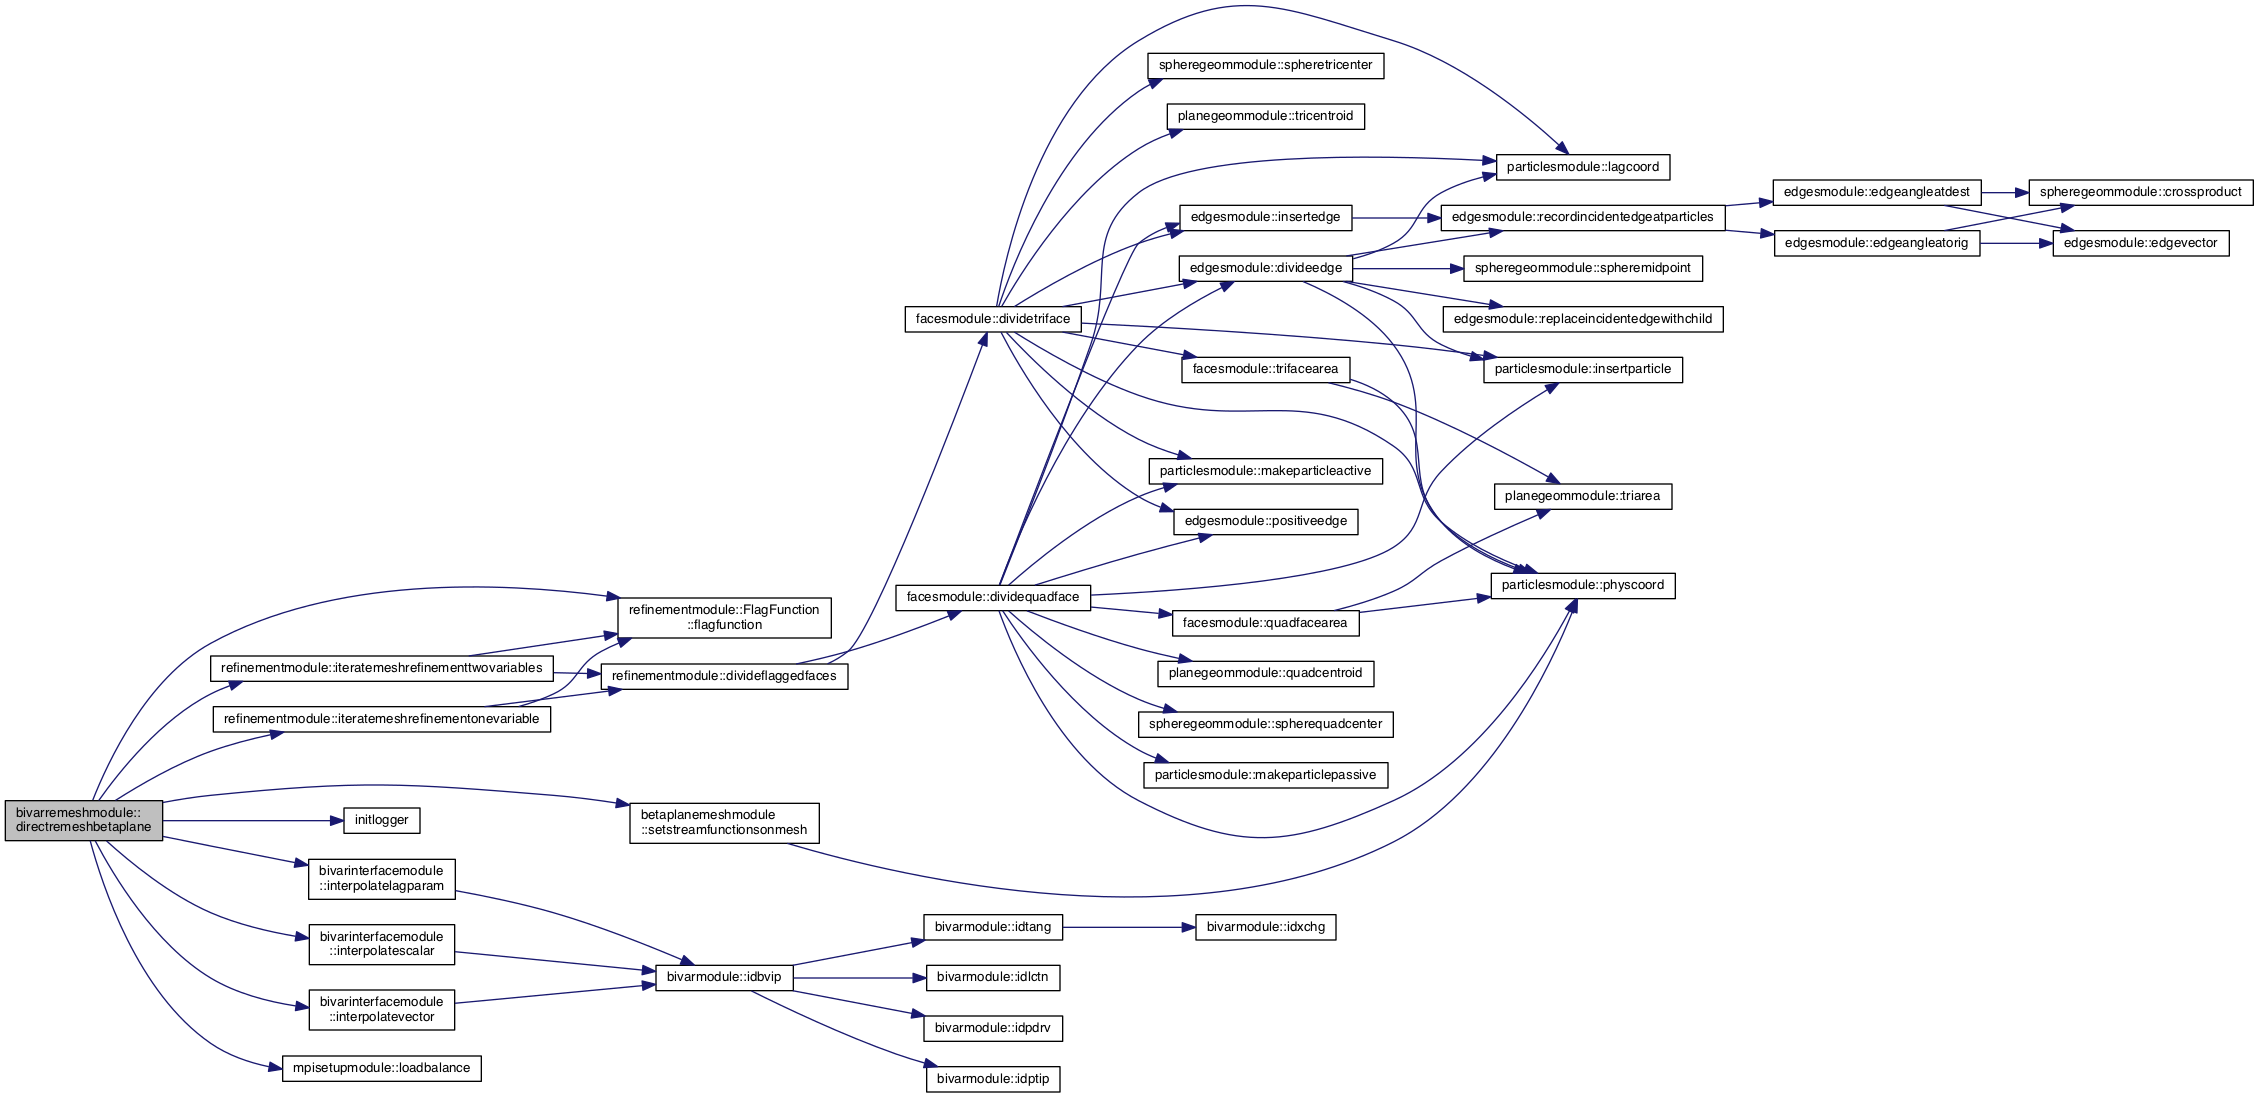 bivarremeshmodule::
directremeshbetaplane
refinementmodule::FlagFunction
::flagfunction
refinementmodule::iteratemeshrefinementtwovariables
refinementmodule::iteratemeshrefinementonevariable
refinementmodule::divideflaggedfaces
initlogger
betaplanemeshmodule
::setstreamfunctionsonmesh
bivarinterfacemodule
::interpolatelagparam
bivarinterfacemodule
::interpolatescalar
bivarinterfacemodule
::interpolatevector
mpisetupmodule::loadbalance
bivarmodule::idbvip
bivarmodule::idtang
bivarmodule::idlctn
bivarmodule::idpdrv
bivarmodule::idptip
bivarmodule::idxchg
facesmodule::dividetriface
facesmodule::dividequadface
spheregeommodule::spheretricenter
planegeommodule::tricentroid
edgesmodule::insertedge
edgesmodule::divideedge
facesmodule::trifacearea
particlesmodule::makeparticleactive
edgesmodule::positiveedge
facesmodule::quadfacearea
planegeommodule::quadcentroid
spheregeommodule::spherequadcenter
particlesmodule::makeparticlepassive
particlesmodule::lagcoord
edgesmodule::recordincidentedgeatparticles
spheregeommodule::spheremidpoint
edgesmodule::replaceincidentedgewithchild
particlesmodule::insertparticle
planegeommodule::triarea
particlesmodule::physcoord
edgesmodule::edgeangleatdest
edgesmodule::edgeangleatorig
spheregeommodule::crossproduct
edgesmodule::edgevector